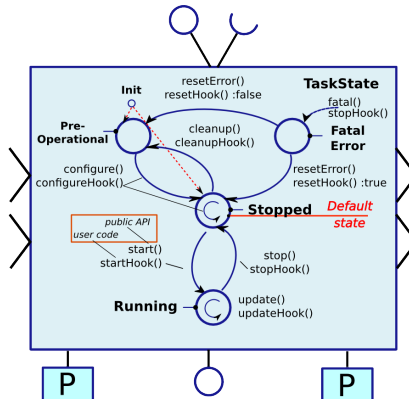 TaskState
Init
resetError()
resetHook() :false
fatal()
stopHook()
Pre-
Operational
cleanup()
cleanupHook()
Fatal
Error
configure()
configureHook()
resetError()
resetHook() :true
Stopped
Default
state
public API
user code
start()
startHook()
stop()
stopHook()
Running
update()
updateHook()
P
P